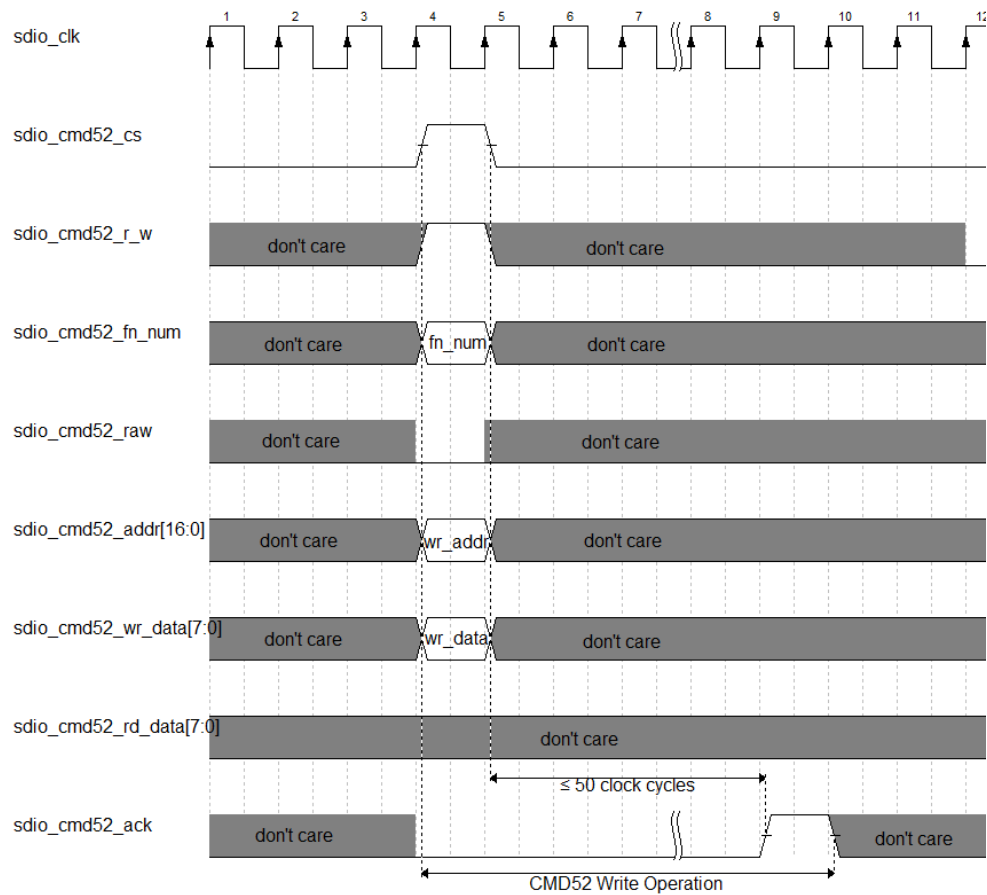 1 2 3 4 5 6 7 8 9 10 11 12
sdio_clk
sdio_cmd52_cs
sdio_cmd52_r_w
don't care don't care
sdio_cmd52_fn_num
don't care fn_num don't care
sdio_cmd52_raw
don't care don't care
sdio_cmd52_addr[16:0]
don't care wr_addr don't care
sdio_cmd52_wr_data[7:0]
don't care wr_data don't care
sdio_cmd52_rd_data[7:0]
don't care
≤ 50 clock cycles
sdio_cmd52_ack
don't care don't care
CMD52 Write Operation